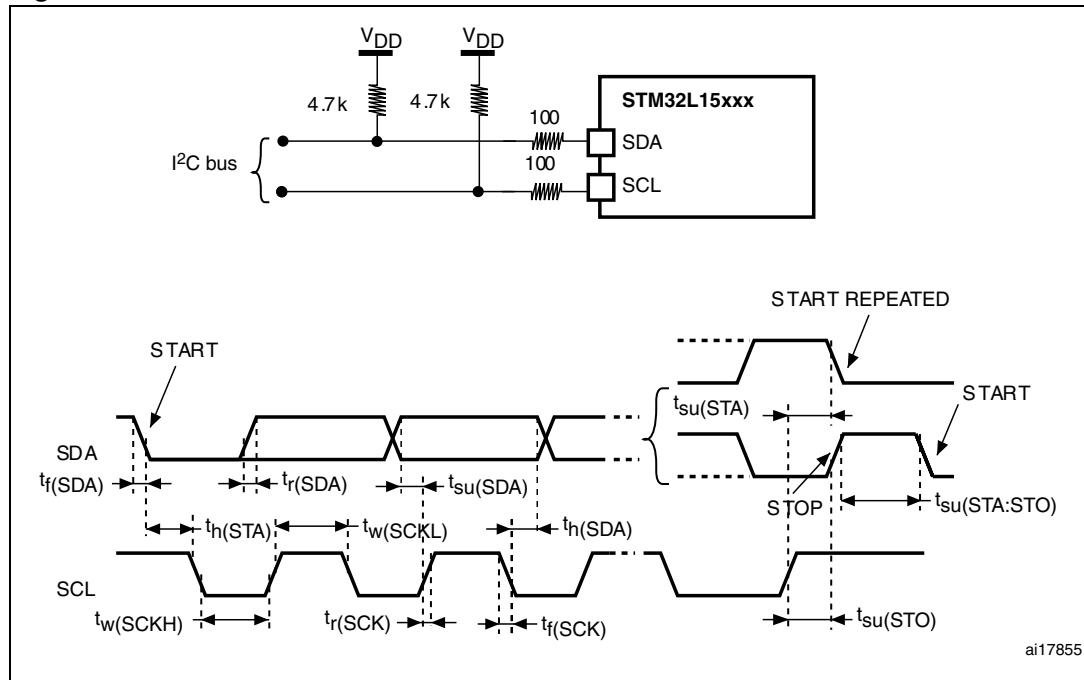 VDD VDD
4.7k 4.7k
STM32L15xxx
100
SDA
I²C bus
100
SCL
START REPEATED
START
START
tsu(STA)
SDA
tf(SDA)
tr(SDA)
tsu(SDA)
STOP
tsu(STA:STO)
th(STA)
tw(SCKL)
th(SDA)
SCL
tw(SCKH)
tr(SCK)
tf(SCK)
tsu(STO)
ai17855